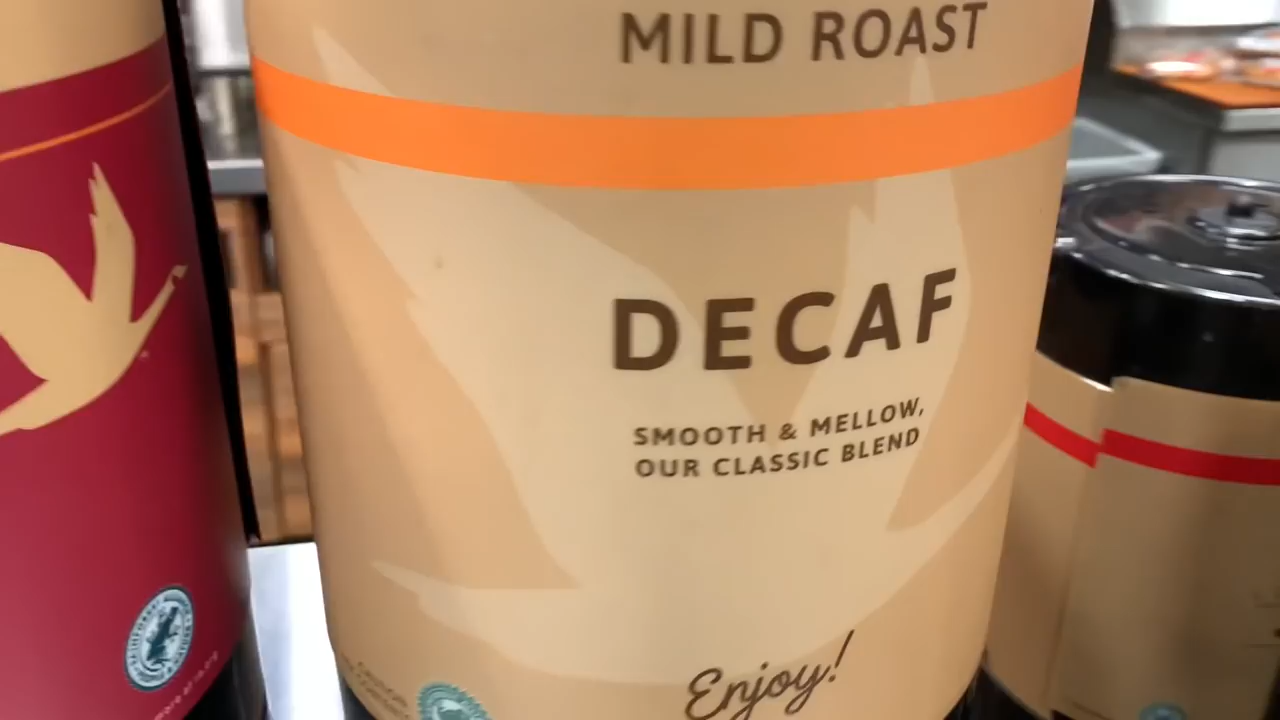 MILD ROAST
DECAF
SMOOTH & MELLOW,
OUR CLASSIC BLEND
Enjoy!